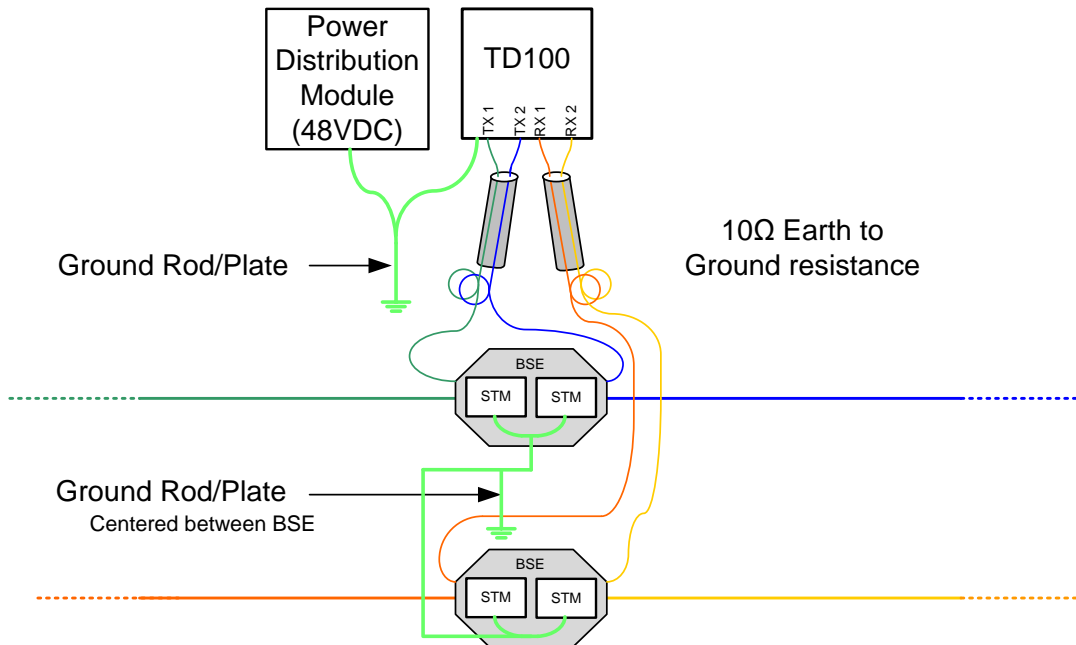 Power
Distribution
Module
(48VDC)
TD100
TX 1
TX 2
RX 1
RX 2
10Ω Earth to
Ground resistance
Ground Rod/Plate
BSE
STM
STM
Ground Rod/Plate
Centered between BSE
BSE
STM
STM